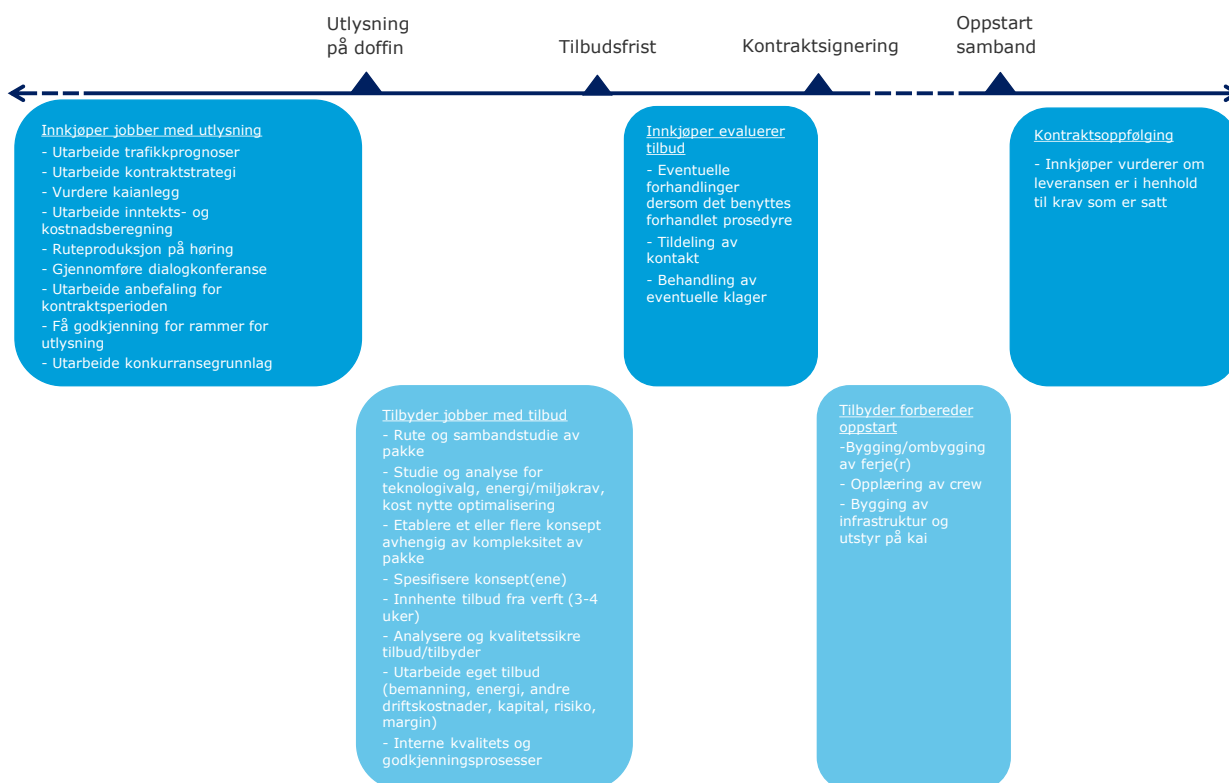 Utlysning
på doffin
Tilbudsfrist
Kontraktsignering
Oppstart
samband
Innkjøper jobber med utlysning
- Utarbeide trafikkprognoser
- Utarbeide kontraktstrategi
- Vurdere kaianlegg
- Utarbeide inntekts- og
kostnadsberegning
- Ruteproduksjon på høring
- Gjennomføre dialogkonferanse
- Utarbeide anbefaling for
kontraktsperioden
- Få godkjenning for rammer for
utlysning
- Utarbeide konkurransegrunnlag
Tilbyder jobber med tilbud
- Rute og sambandstudie av
pakke
- Studie og analyse for
teknologivalg, energi/miljøkrav,
kost nytte optimalisering
- Etablere et eller flere konsept
avhengig av kompleksitet av
pakke
- Spesifisere konsept(ene)
- Innhente tilbud fra verft (3-4
uker)
- Analysere og kvalitetssikre
tilbud/tilbyder
- Utarbeide eget tilbud
(bemanning, energi, andre
driftskostnader, kapital, risiko,
margin)
- Interne kvalitets og
godkjenningsprosesser
Innkjøper evaluerer
tilbud
- Eventuelle
forhandlinger
dersom det benyttes
forhandlet prosedyre
- Tildeling av
kontakt
- Behandling av
eventuelle klager
Tilbyder forbereder
oppstart
-Bygging/ombygging
av ferje(r)
- Opplæring av crew
- Bygging av
infrastruktur og
utstyr på kai
Kontraktsoppfølging
- Innkjøper vurderer om
leveransen er i henhold
til krav som er satt